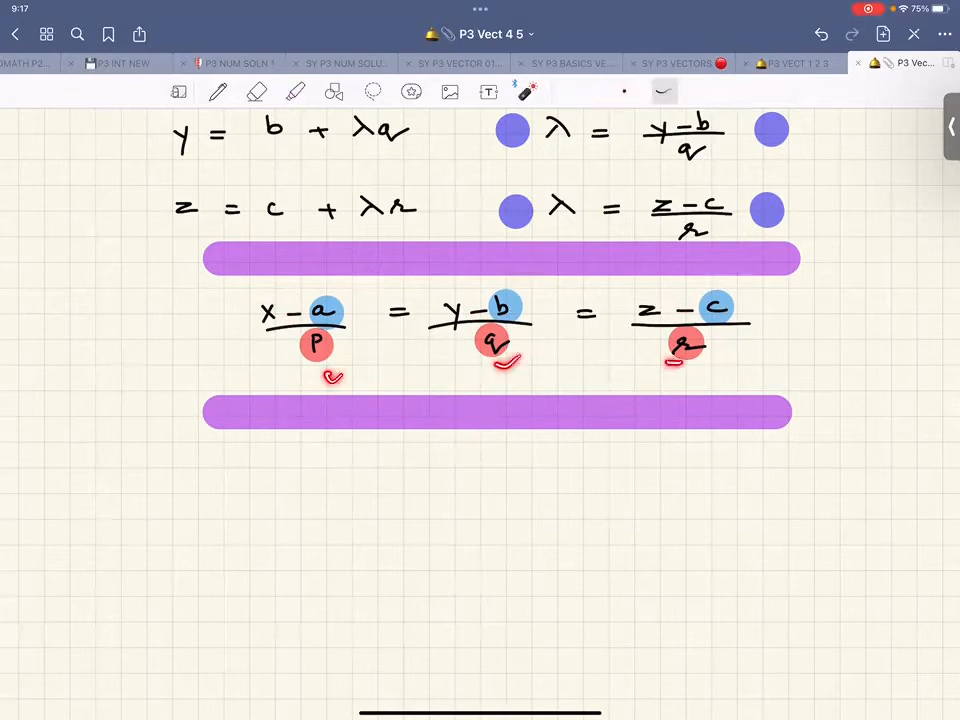 9:17
75%
P3 Vect 4 5
OMATH P2...
P3 INT NEW
P3 NUM SOLN
SY P3 NUM SOLU...
SY P3 VECTOR 01...
SY P3 BASICS VE...
SY P3 VECTORS
P3 VECT 1 2 3
P3 Vec...
y = b + λq λ = y - b / q
z = c + λr λ = z - c / r
x - a / p = y - b / q = z - c / r